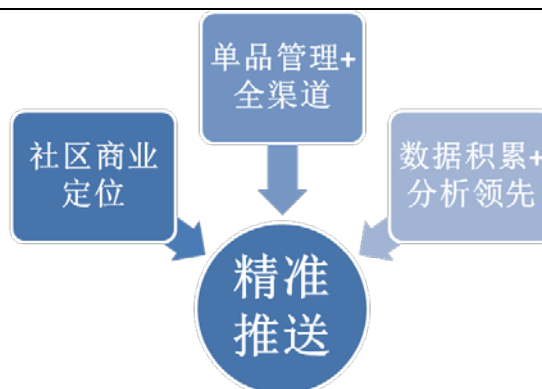 单品管理+
全渠道
社区商业
定位
数据积累+
分析领先
精准
推送